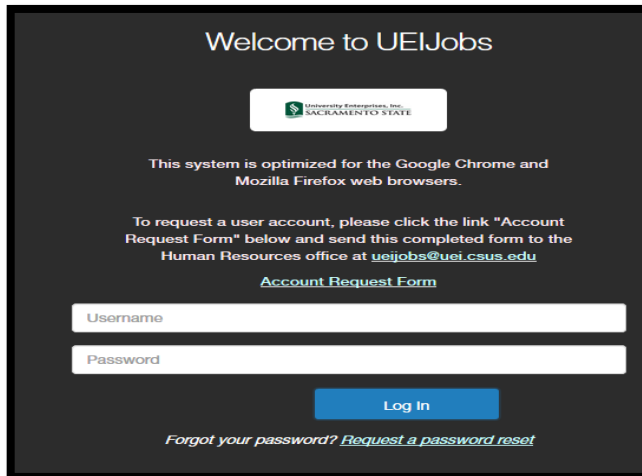 Welcome to UEIJobs
University Enterprises, Inc.
SACRAMENTO STATE
This system is optimized for the Google Chrome and
Mozilla Firefox web browsers.
To request a user account, please click the link "Account
Request Form" below and send this completed form to the
Human Resources office at ueijobs@uei.csus.edu
Account Request Form
Username
Password
Log In
Forgot your password? Request a password reset